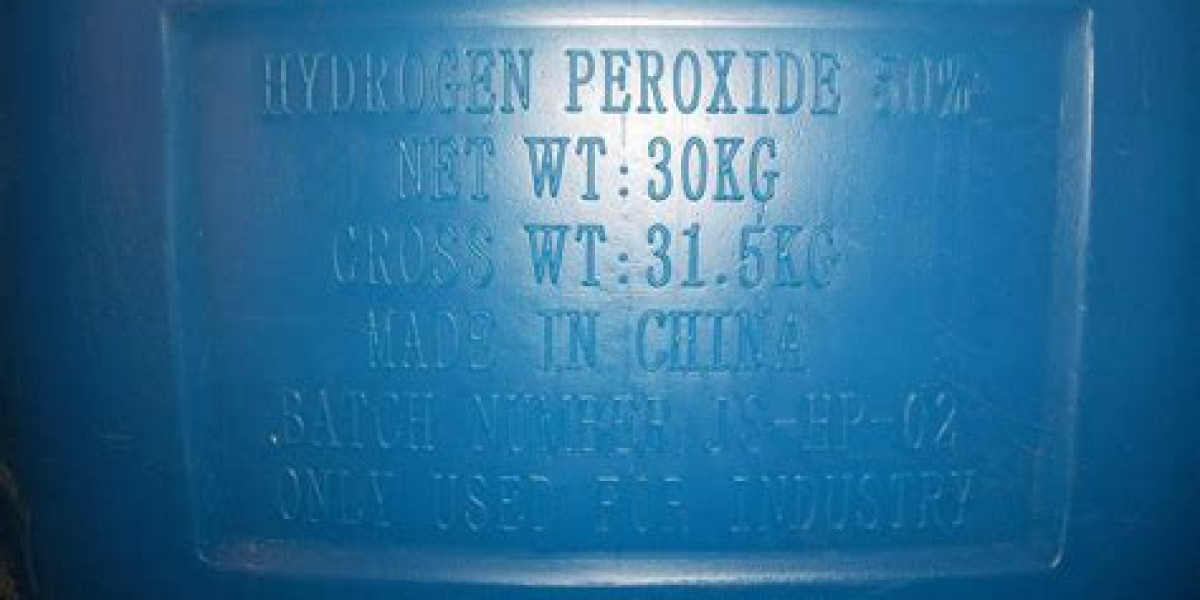 HYDROGEN PEROXIDE 50%
NET WT:30KG
GROSS WT:31.5KG
MADE IN CHINA
BATCH NUMBER JS-HP-02
ONLY USED FOR INDUSTRY